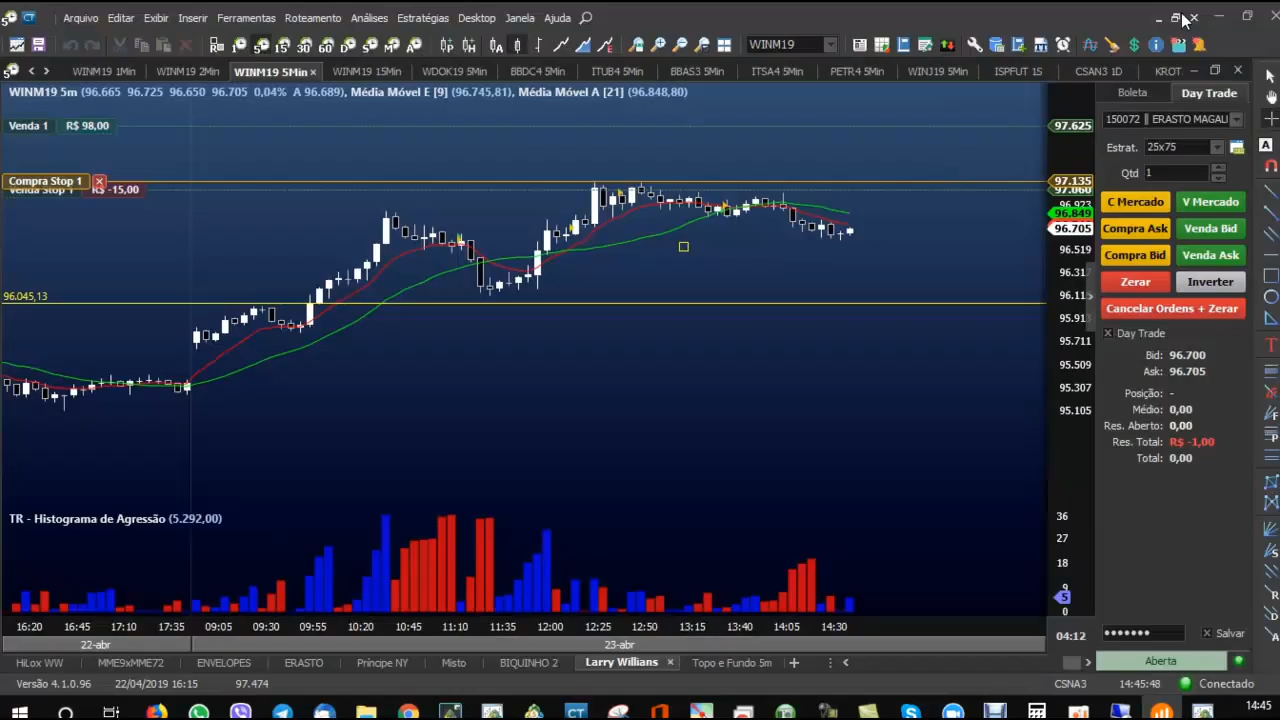 Arquivo Editar Exibir Inserir Ferramentas Roteamento Análises Estratégias Desktop Janela Ajuda
WINM19
WINM19 1Min WINM19 2Min WINM19 5Min WINM19 15Min WDOK19 5Min BBDC4 5Min ITUB4 5Min BBAS3 5Min ITSA4 5Min PETR4 5Min WINJ19 5Min ISPFUT 1S CSAN3 1D KROT
WINM19 5m (96.665 96.725 96.650 96.705 0,04% A 96.689), Média Móvel E [9] (96.745,81), Média Móvel A [21] (96.848,80)
Boleta Day Trade
150072 || ERASTO MAGALI
Venda 1 R$ 98,00
97.625
Estrat. 25x75
Qtd 1
Compra Stop 1
97.135
Venda Stop 1 R$ -15,00
97.060
96.923
96.849
96.705
96.519
96.317
96.045,13
95.711
95.509
95.307
95.105
C Mercado V Mercado
Compra Ask Venda Bid
Compra Bid Venda Ask
Zerar Inverter
Cancelar Ordens + Zerar
Day Trade
Bid: 96.700
Ask: 96.705
Posição: -
Médio: 0,00
Res. Aberto: 0,00
Res. Total: R$ -1,00
Total: 0,00
TR - Histograma de Agressão (5.292,00)
36
27
18
9
5
0
16:20 16:45 17:10 17:35 09:05 09:30 09:55 10:20 10:45 11:10 11:35 12:00 12:25 12:50 13:15 13:40 14:05 14:30
04:12
Salvar
22-abr 23-abr
HiLox WW MME9xMME72 ENVELOPES ERASTO Príncipe NY Misto BIQUINHO 2 Larry Willians Topo e Fundo 5m
Aberta
Versão 4.1.0.96 22/04/2019 16:15 97.474
CSNA3 14:45:48 Conectado
14:45